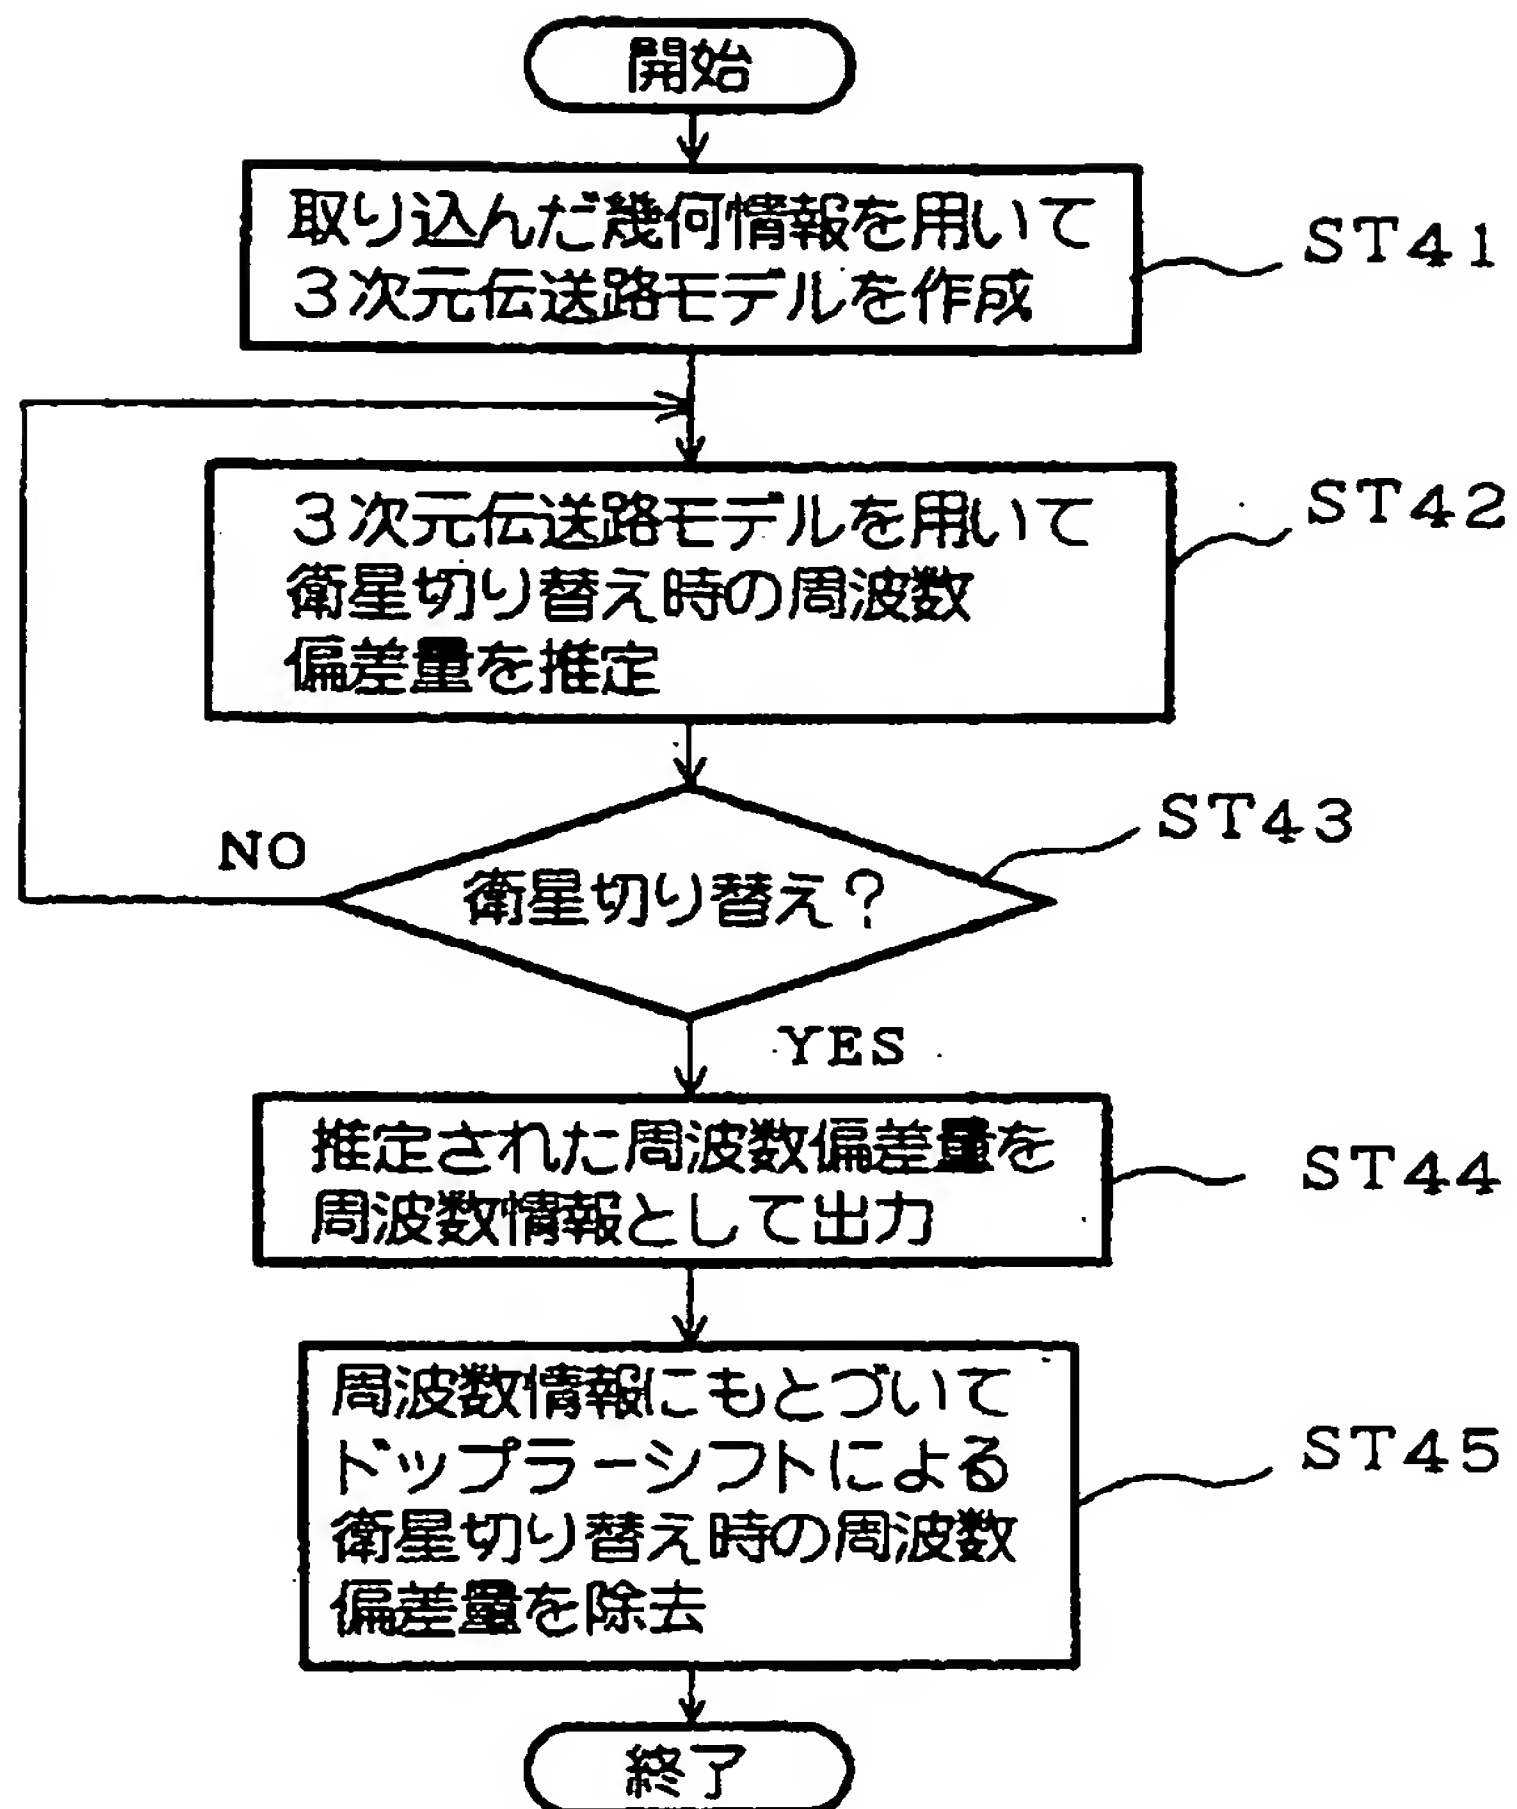 開始
取り込んだ幾何情報を用いて
3次元伝送路モデルを作成
ST41
3次元伝送路モデルを用いて
衛星切り替え時の周波数
偏差量を推定
ST42
衛星切り替え?
ST43
NO
YES
推定された周波数偏差量を
周波数情報として出力
ST44
周波数情報にもとづいて
ドップラーシフトによる
衛星切り替え時の周波数
偏差量を除去
ST45
終了